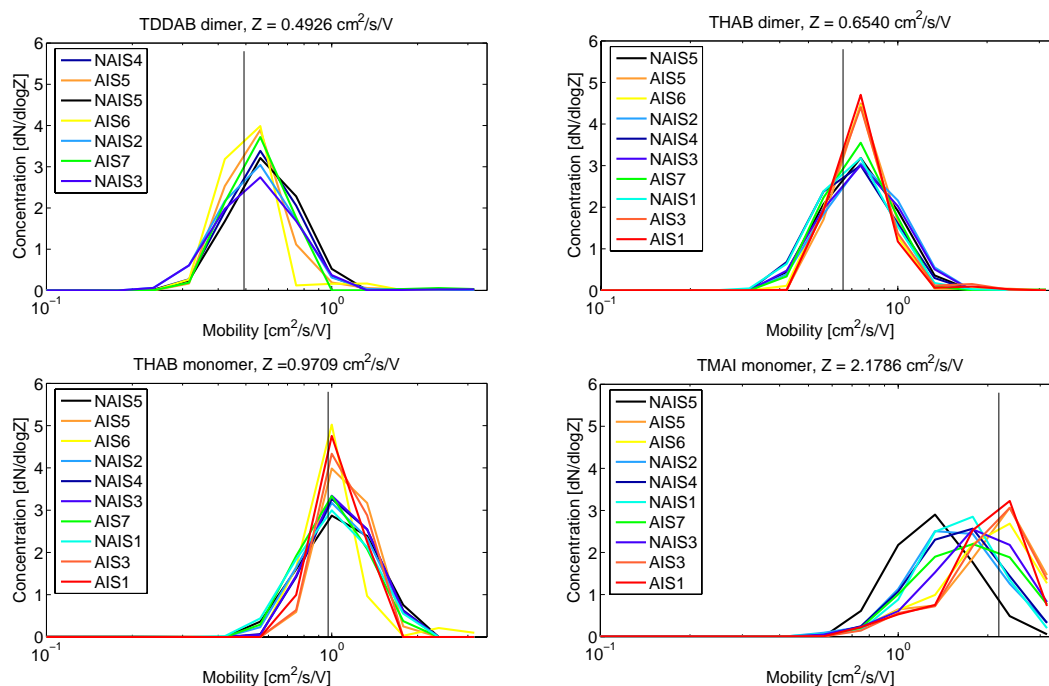 TDDAB dimer, Z = 0.4926 cm²/s/V
6
5
4
3
2
1
0
Concentration [dN/dlogZ]
NAIS4
AIS5
NAIS5
AIS6
NAIS2
AIS7
NAIS3
10⁻¹ 10⁰
Mobility [cm²/s/V]
THAB dimer, Z = 0.6540 cm²/s/V
6
5
4
3
2
1
0
Concentration [dN/dlogZ]
NAIS5
AIS5
AIS6
NAIS2
NAIS4
NAIS3
AIS7
NAIS1
AIS3
AIS1
10⁻¹ 10⁰
Mobility [cm²/s/V]
THAB monomer, Z =0.9709 cm²/s/V
6
5
4
3
2
1
0
Concentration [dN/dlogZ]
NAIS5
AIS5
AIS6
NAIS2
NAIS4
NAIS3
AIS7
NAIS1
AIS3
AIS1
10⁻¹ 10⁰
Mobility [cm²/s/V]
TMAI monomer, Z = 2.1786 cm²/s/V
6
5
4
3
2
1
0
Concentration [dN/dlogZ]
NAIS5
AIS5
AIS6
NAIS2
NAIS4
NAIS1
AIS7
NAIS3
AIS3
AIS1
10⁻¹ 10⁰
Mobility [cm²/s/V]